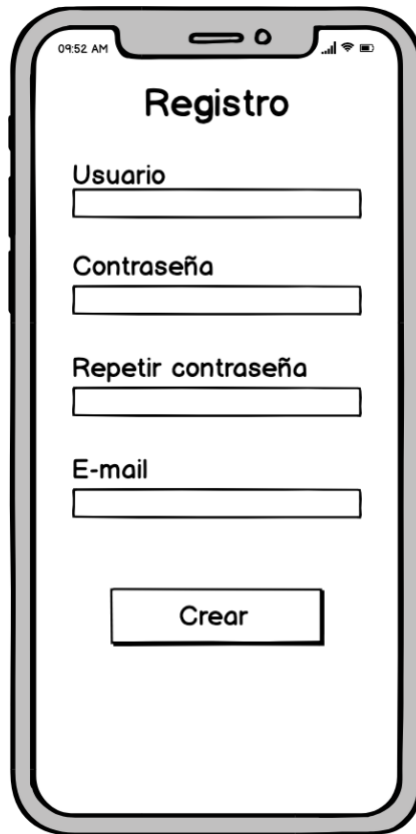 09:52 AM
Registro
Usuario
Contraseña
Repetir contraseña
E-mail
Crear